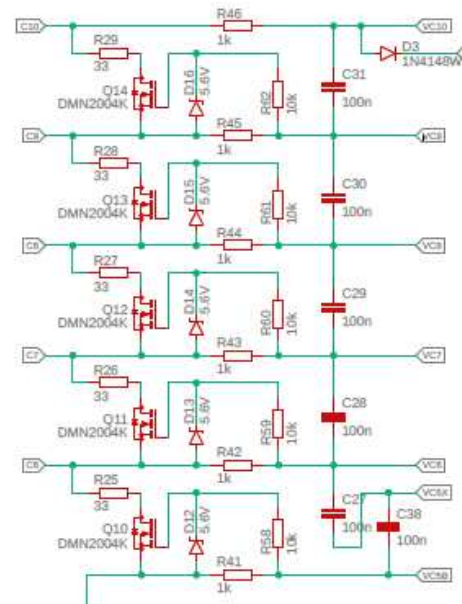 R46
C10
VC10
1k
R29
D3
1N4148W
33
D16
5.6V
C31
Q14
DMN2004K
R62
10k
100n
R45
C9
1k
R28
33
D15
5.6V
C30
Q13
DMN2004K
R61
10k
100n
R44
1k
R27
33
D14
5.6V
C29
Q12
DMN2004K
R60
10k
100n
R43
C7
VC7
1k
R26
33
D13
5.6V
C28
Q11
DMN2004K
R59
10k
100n
R42
C6
VC6
1k
R25
33
VC5X
D12
5.6V
C27
C38
Q10
DMN2004K
R58
10k
100n
100n
R41
VC5B
1k